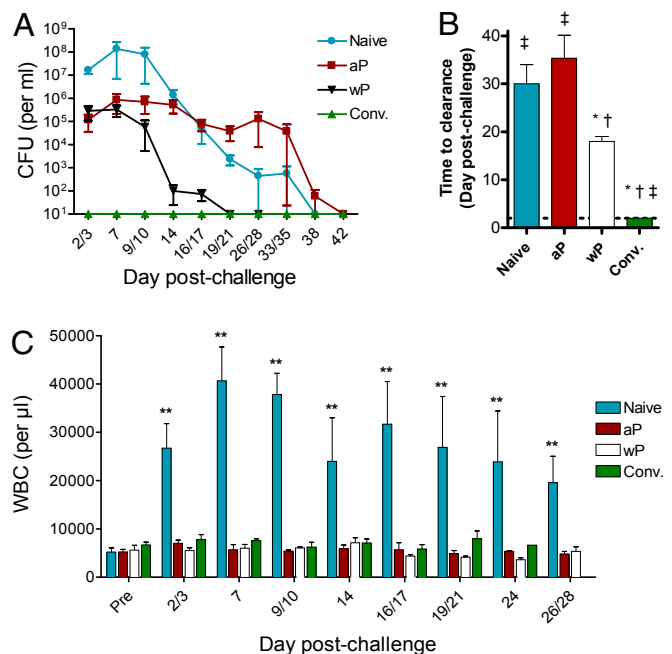 A
CFU (per ml)
10⁹
10⁸
10⁷
10⁶
10⁵
10⁴
10³
10²
10¹
2/3 7 9/10 14 16/17 19/21 26/28 33/35 38 42
Day post-challenge
Naive
aP
wP
Conv.
B
Time to clearance
(Day post-challenge)
40
30
20
10
0
‡ ‡ * † * † ‡
Naive aP wP Conv.
C
WBC (per µl)
50000
40000
30000
20000
10000
0
** ** ** ** ** ** ** **
Pre 2/3 7 9/10 14 16/17 19/21 24 26/28
Day post-challenge
Naive
aP
wP
Conv.